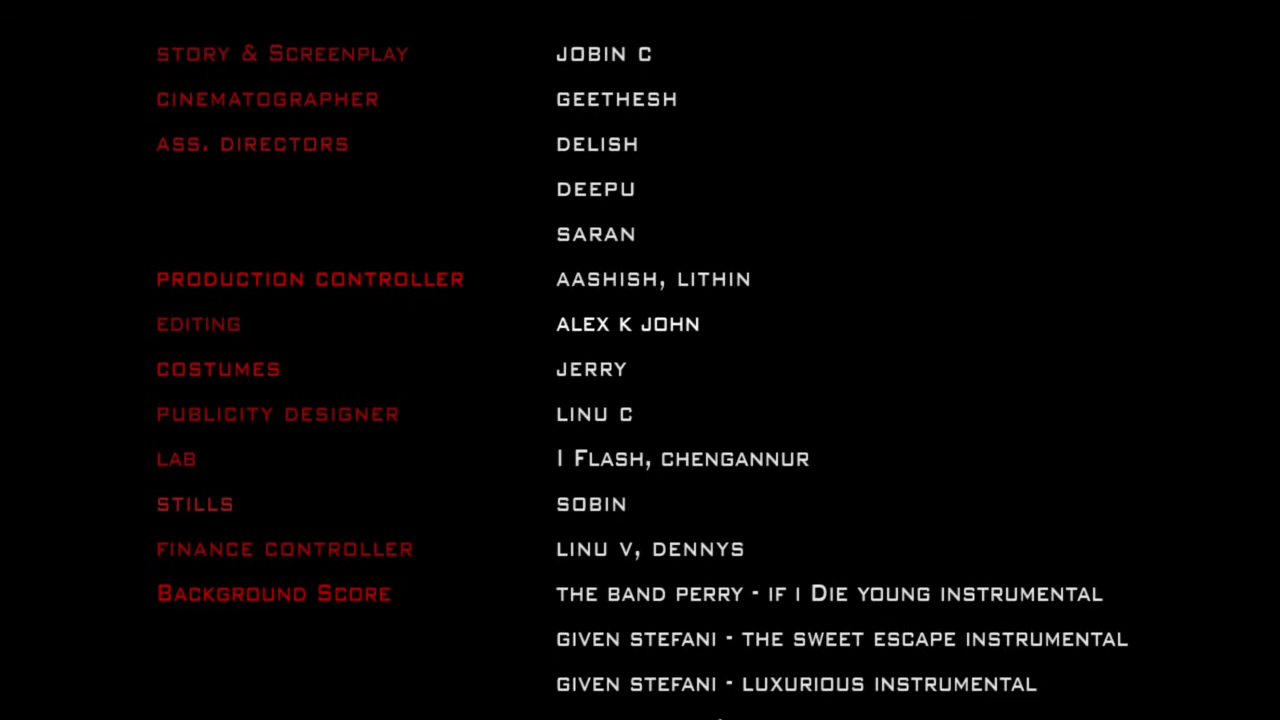 STORY & SCREENPLAY JOBIN C
CINEMATOGRAPHER GEETHESH
ASS. DIRECTORS DELISH
DEEPU
SARAN
PRODUCTION CONTROLLER AASHISH, LITHIN
EDITING ALEX K JOHN
COSTUMES JERRY
PUBLICITY DESIGNER LINU C
LAB I FLASH, CHENGANNUR
STILLS SOBIN
FINANCE CONTROLLER LINU V, DENNYS
BACKGROUND SCORE THE BAND PERRY - IF I DIE YOUNG INSTRUMENTAL
GIVEN STEFANI - THE SWEET ESCAPE INSTRUMENTAL
GIVEN STEFANI - LUXURIOUS INSTRUMENTAL